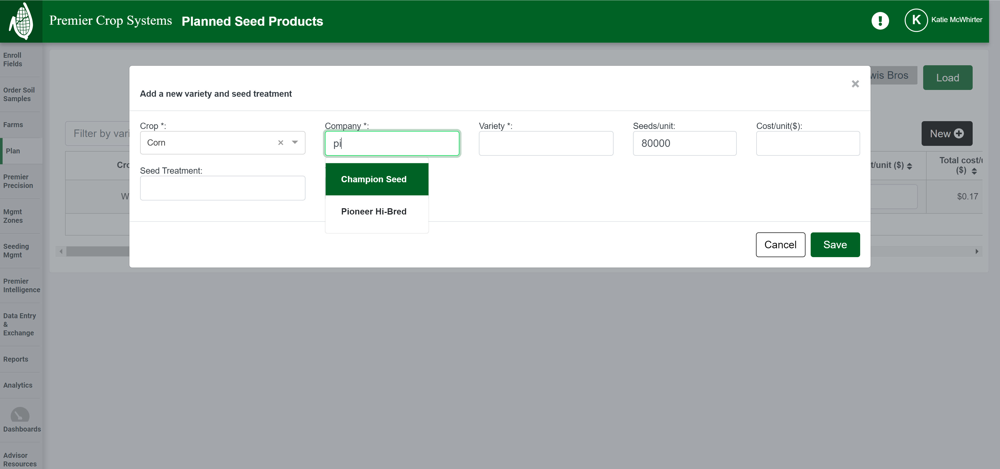 Premier Crop Systems Planned Seed Products
! K Katie McWhirter
Enroll
Fields
Order Soil
Samples
Farms
Plan
Premier
Precision
Mgmt
Zones
Seeding
Mgmt
Premier
Intelligence
Data Entry
&
Exchange
Reports
Analytics
Dashboards
Advisor
Resources
wis Bros Load
Filter by vari
New
Cro
t/unit ($)
Total cost/u
($)
W
$0.17
Add a new variety and seed treatment ×
Crop *: Company *: Variety *: Seeds/unit: Cost/unit($):
Corn × pi 80000
Seed Treatment:
Champion Seed
Pioneer Hi-Bred
Cancel Save